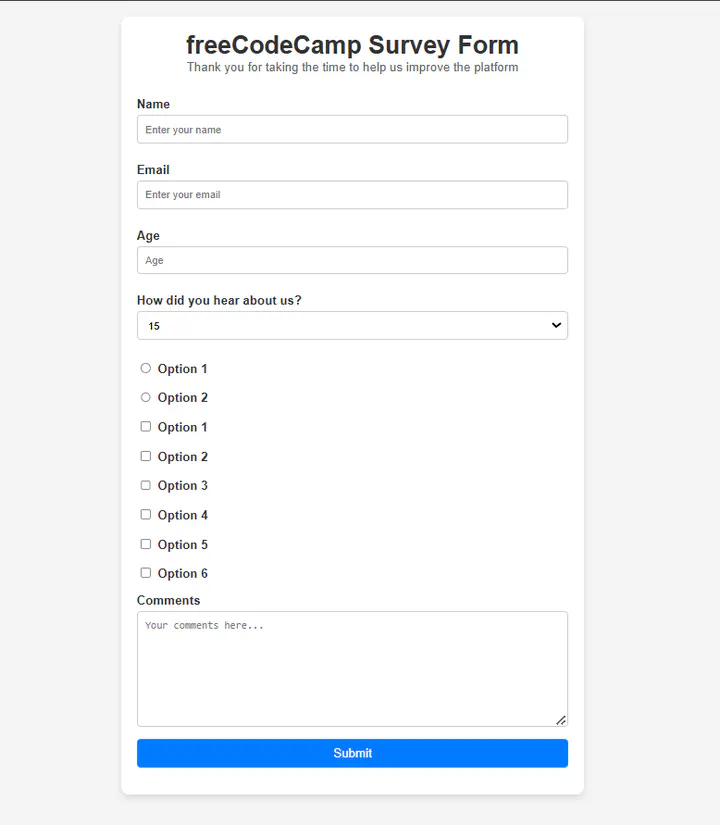 freeCodeCamp Survey Form
Thank you for taking the time to help us improve the platform
Name
Enter your name
Email
Enter your email
Age
Age
How did you hear about us?
15
Option 1
Option 2
Option 1
Option 2
Option 3
Option 4
Option 5
Option 6
Comments
Your comments here...
Submit